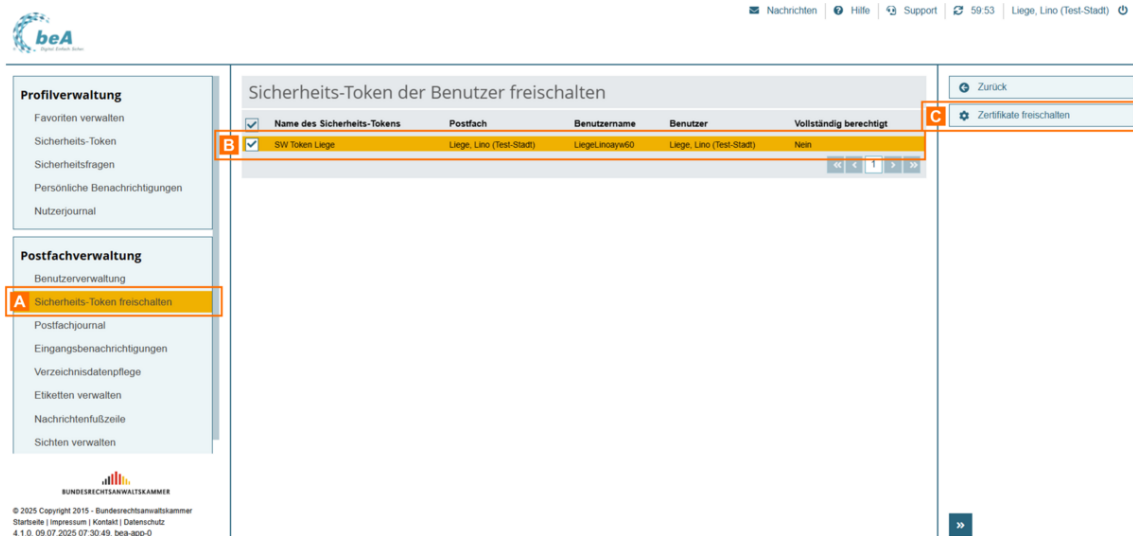 Nachrichten Hilfe Support 59:53 Liege, Lino (Test-Stadt)
beA
Profilverwaltung
Favoriten verwalten
Sicherheits-Token
Sicherheitsfragen
Persönliche Benachrichtigungen
Nutzerjournal
Postfachverwaltung
Benutzerverwaltung
A Sicherheits-Token freischalten
Postfachjournal
Eingangsbenachrichtigungen
Verzeichnisdatenpflege
Etiketten verwalten
Nachrichtenfußzeile
Sichten verwalten
BUNDESRECHTSANWALTSKAMMER
© 2025 Copyright 2015 - Bundesrechtsanwaltskammer
Startseite | Impressum | Kontakt | Datenschutz
4.1.0, 09.07.2025 07:30:49, bea-app-0
Sicherheits-Token der Benutzer freischalten
Name des Sicherheits-Tokens Postfach Benutzername Benutzer Vollständig berechtigt
B SW Token Liege Liege, Lino (Test-Stadt) LiegeLinoayw60 Liege, Lino (Test-Stadt) Nein
« ‹ 1 › »
Zurück
C Zertifikate freischalten
»